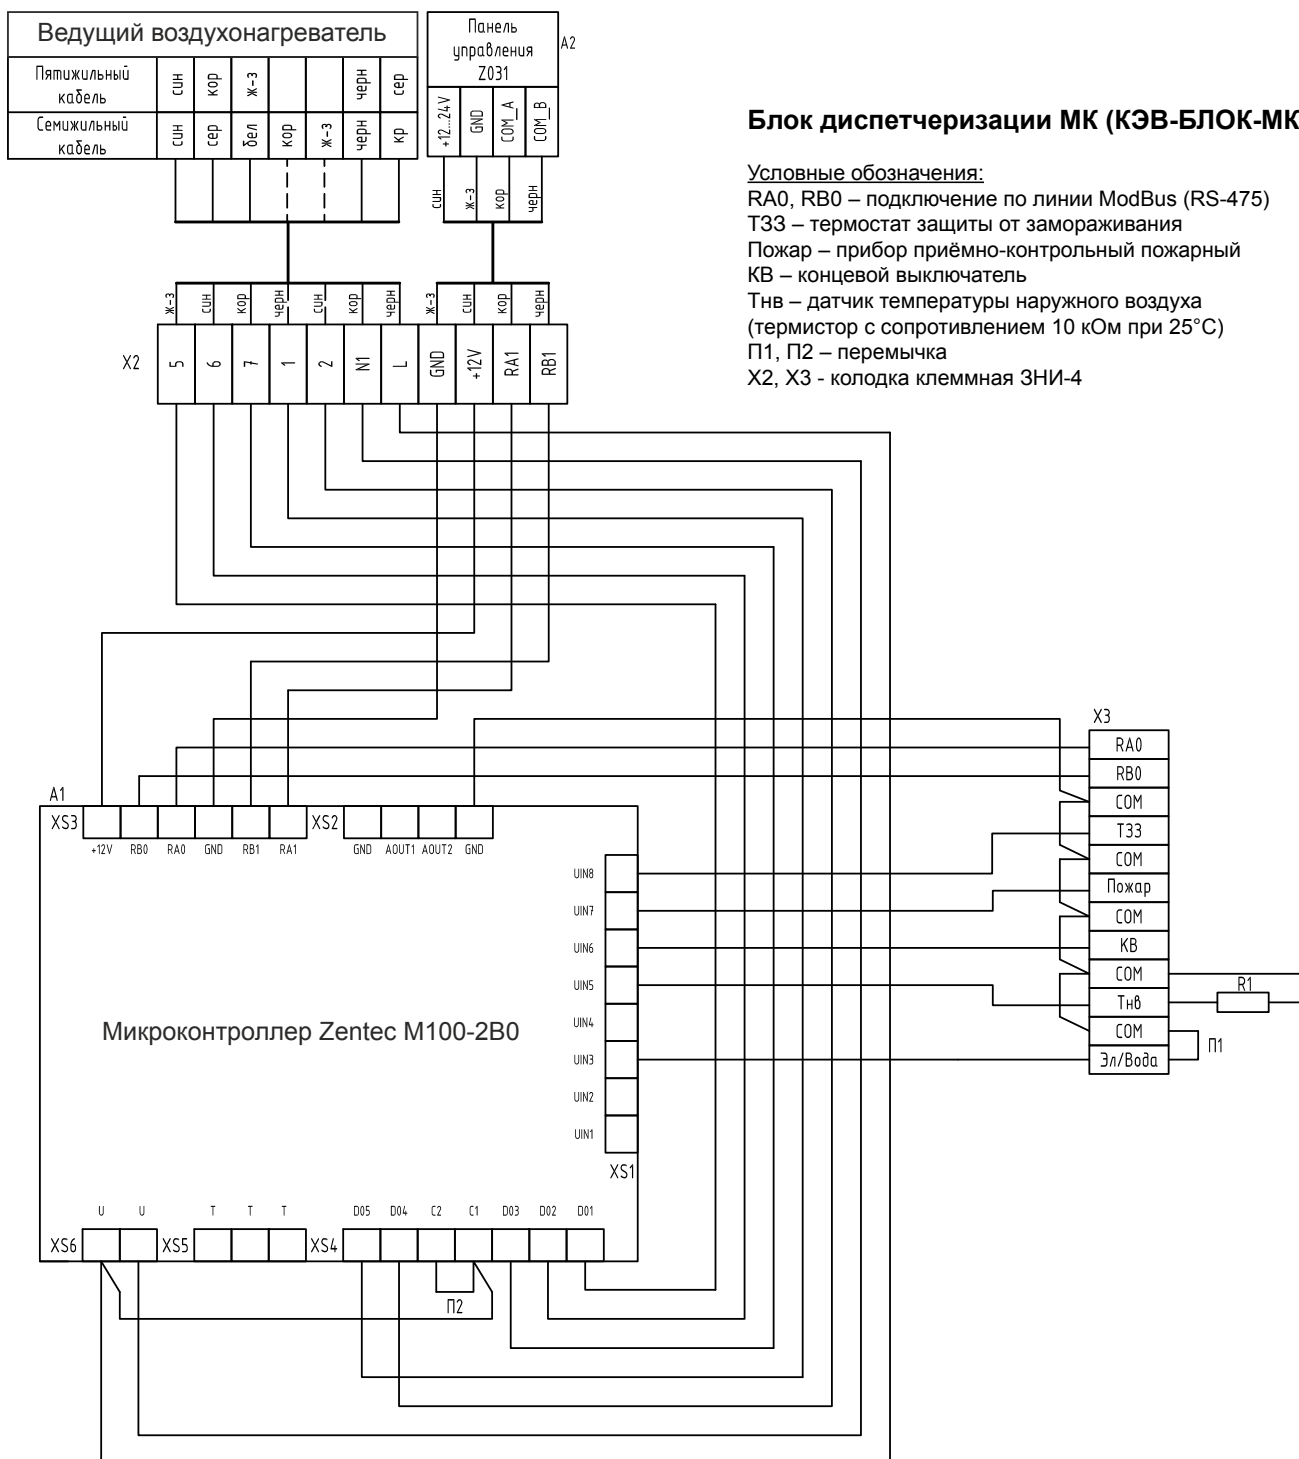 Ведущий воздухонагреватель
Пятижильный кабель
син кор ж-з черн сер
Семижильный кабель
син сер бел кор ж-з черн кр
Панель
управления
Z031
A2
+12...24V GND COM_A COM_B
син ж-з кор черн
Блок диспетчеризации МК (КЭВ-БЛОК-МК
Условные обозначения:
RA0, RB0 – подключение по линии ModBus (RS-475)
ТЗЗ – термостат защиты от замораживания
Пожар – прибор приёмно-контрольный пожарный
КВ – концевой выключатель
Тнв – датчик температуры наружного воздуха
(термистор с сопротивлением 10 кОм при 25°С)
П1, П2 – перемычка
Х2, Х3 - колодка клеммная ЗНИ-4
ж-з син кор черн син кор черн ж-з син кор черн
X2
5 6 7 1 2 N1 L GND +12V RA1 RB1
X3
RA0
RB0
COM
ТЗЗ
COM
Пожар
COM
КВ
COM
R1
Тнв
COM
П1
Эл/Вода
A1
XS3
XS2
+12V RB0 RA0 GND RB1 RA1
GND AOUT1 AOUT2 GND
UIN8
UIN7
UIN6
UIN5
UIN4
UIN3
UIN2
UIN1
XS1
Микроконтроллер Zentec M100-2B0
U U T T T D05 D04 C2 C1 D03 D02 D01
XS6 XS5 XS4
П2